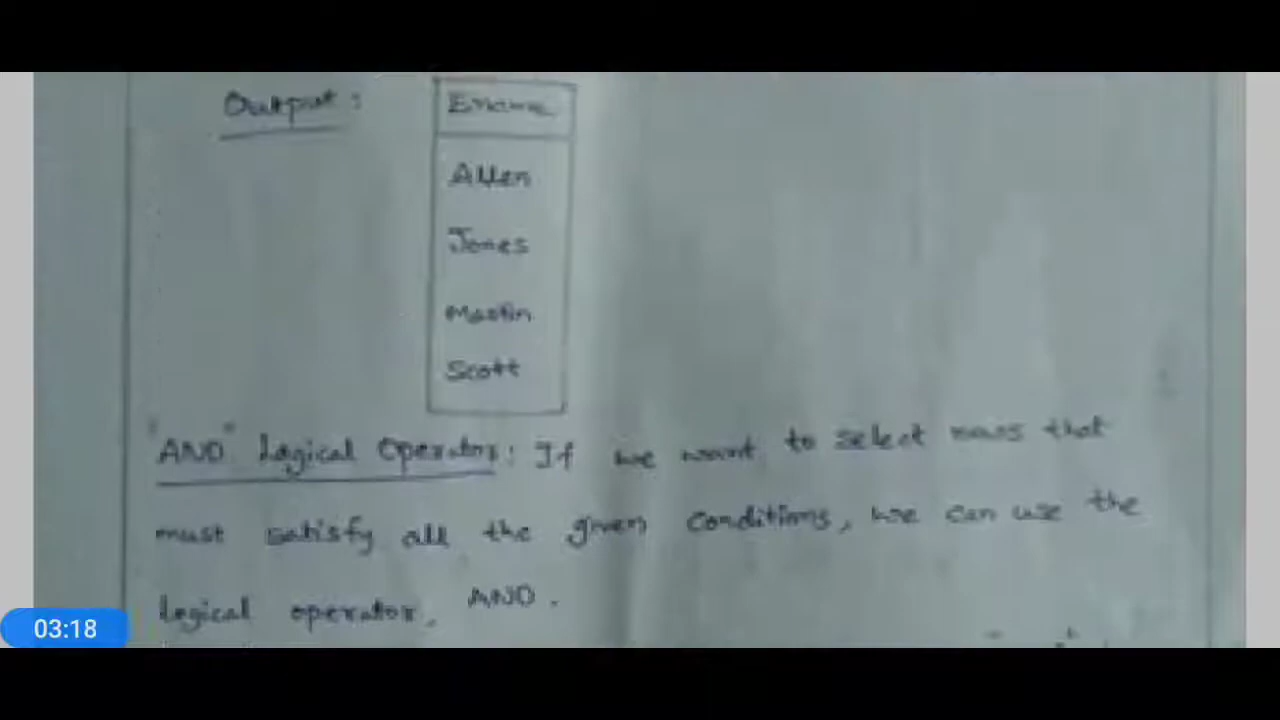 Output:
Ename
Allen
Jones
Martin
Scott
"AND" Logical Operator: If we want to select rows that
must satisfy all the given conditions, we can use the
logical operator, AND.
03:18